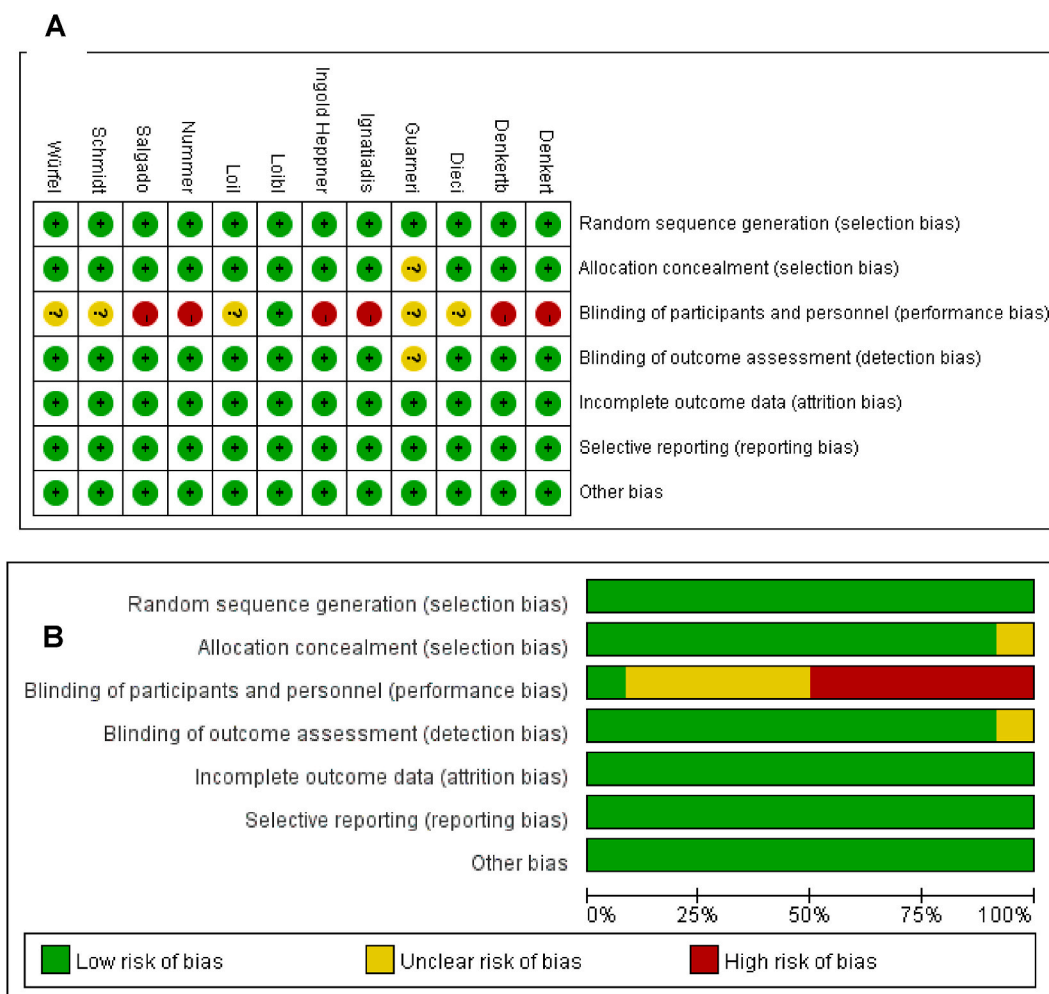 A
Würfel
Schmidt
Salgado
Nummer
Loil
Loibl
Ingold Heppner
Ignatiadis
Guarneri
Dieci
Denkertb
Denkert
+ + + + + + + + + + + + Random sequence generation (selection bias)
+ + + + + + + + ? + + + Allocation concealment (selection bias)
? ? - - ? + - - ? ? - - Blinding of participants and personnel (performance bias)
+ + + + + + + + ? + + + Blinding of outcome assessment (detection bias)
+ + + + + + + + + + + + Incomplete outcome data (attrition bias)
+ + + + + + + + + + + + Selective reporting (reporting bias)
+ + + + + + + + + + + + Other bias
B
Random sequence generation (selection bias)
Allocation concealment (selection bias)
Blinding of participants and personnel (performance bias)
Blinding of outcome assessment (detection bias)
Incomplete outcome data (attrition bias)
Selective reporting (reporting bias)
Other bias
0% 25% 50% 75% 100%
Low risk of bias Unclear risk of bias High risk of bias